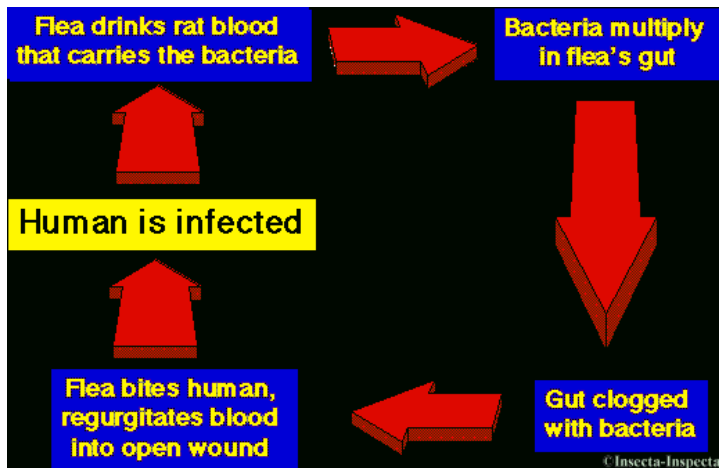 Flea drinks rat blood
that carries the bacteria
Bacteria multiply
in flea's gut
Human is infected
Flea bites human,
regurgitates blood
into open wound
Gut clogged
with bacteria
©Insecta-Inspecta